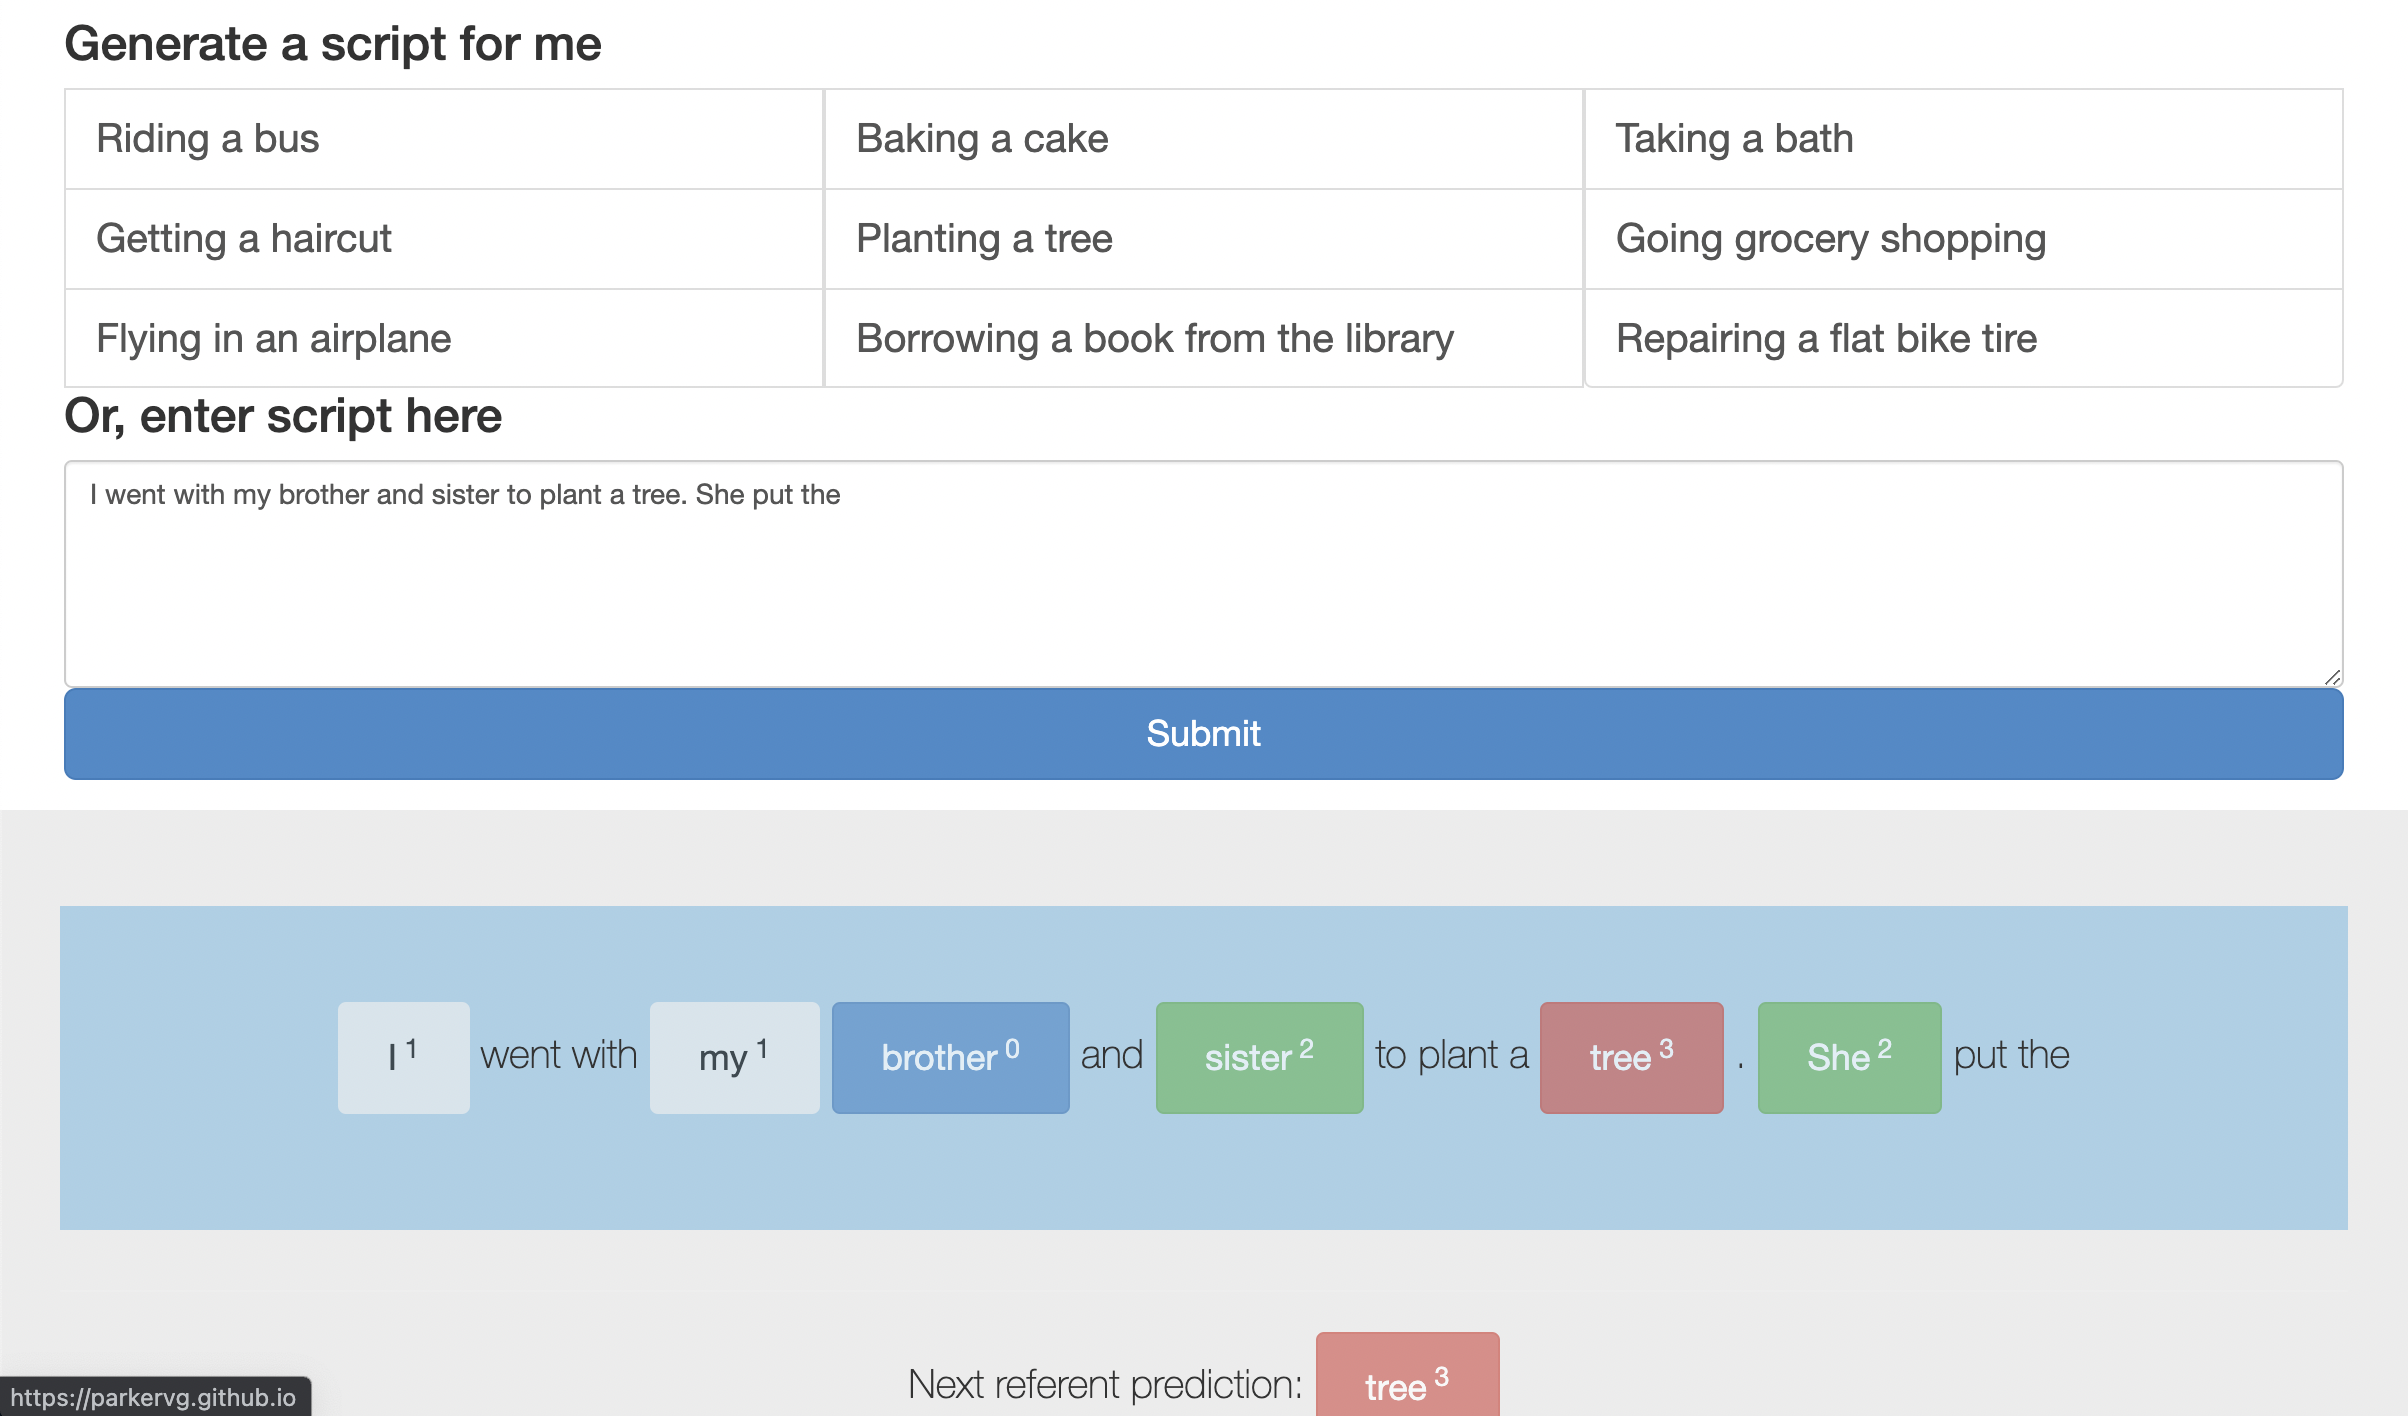 Generate a script for me
Riding a bus
Baking a cake
Taking a bath
Getting a haircut
Planting a tree
Going grocery shopping
Flying in an airplane
Borrowing a book from the library
Repairing a flat bike tire
Or, enter script here
I went with my brother and sister to plant a tree. She put the
Submit
I 1 went with my 1 brother 0 and sister 2 to plant a tree 3 . She 2 put the
Next referent prediction: tree 3
https://parkervg.github.io